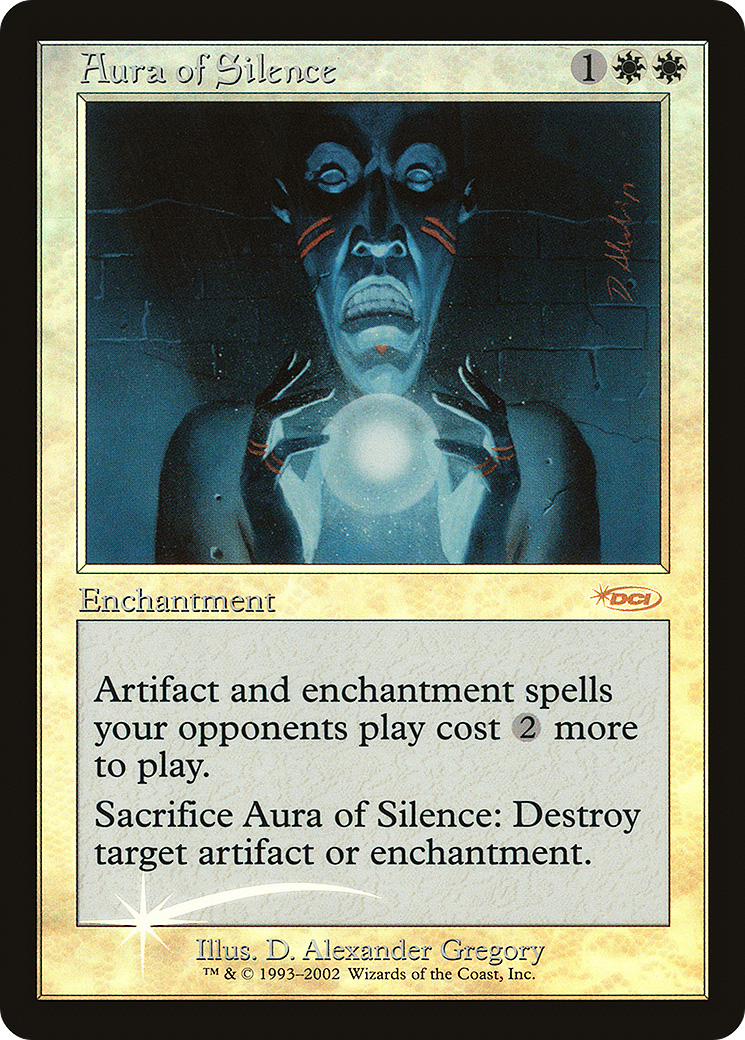 Aura of Silence 1
Enchantment
DCI
Artifact and enchantment spells
your opponents play cost 2 more
to play.
Sacrifice Aura of Silence: Destroy
target artifact or enchantment.
Illus. D. Alexander Gregory
™ & © 1993–2002 Wizards of the Coast, Inc.